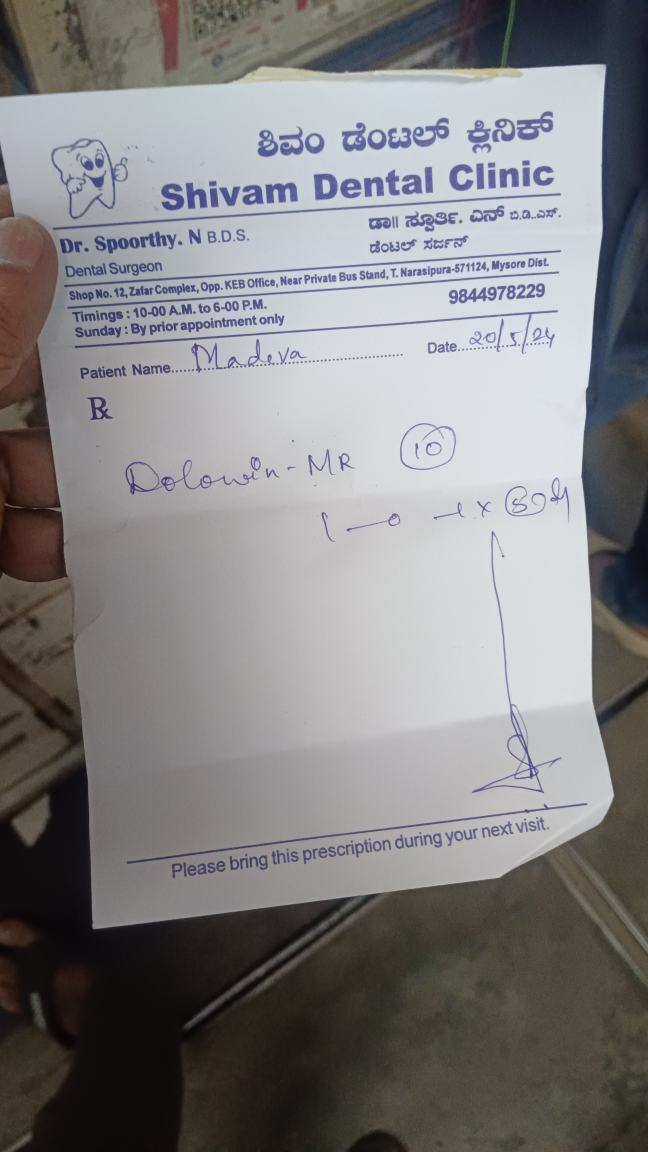 ಶಿವಂ ಡೆಂಟಲ್ ಕ್ಲಿನಿಕ್
Shivam Dental Clinic
Dr. Spoorthy. N B.D.S.
Dental Surgeon
ಡಾ|| ಸ್ಫೂರ್ತಿ. ಎನ್ ಬಿ.ಡಿ..ಎಸ್.
ಡೆಂಟಲ್ ಸರ್ಜನ್
Shop No. 12, Zafar Complex, Opp. KEB Office, Near Private Bus Stand, T. Narasipura-571124, Mysore Dist.
Timings : 10-00 A.M. to 6-00 P.M.
Sunday : By prior appointment only
9844978229
Patient Name......Madeva.............................. Date...20/5/24
℞
Dolowin-MR 10
1-0-1 x
Please bring this prescription during your next visit.